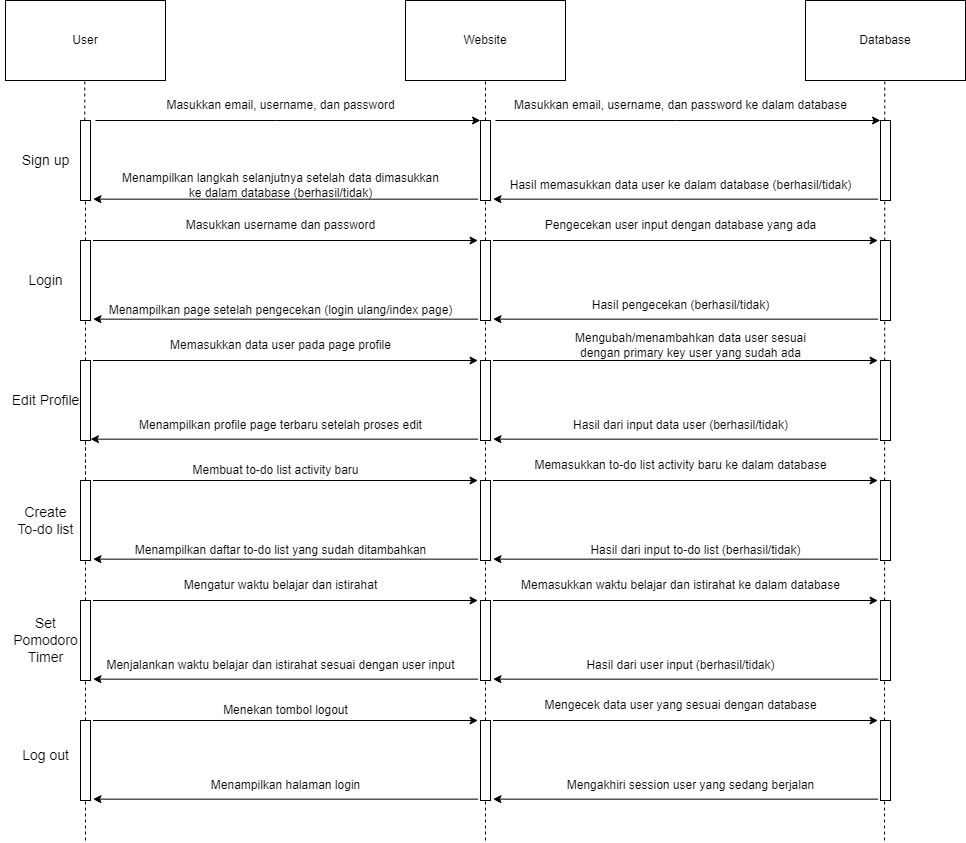 User
Website
Database
Masukkan email, username, dan password
Masukkan email, username, dan password ke dalam database
Sign up
Menampilkan langkah selanjutnya setelah data dimasukkan
ke dalam database (berhasil/tidak)
Hasil memasukkan data user ke dalam database (berhasil/tidak)
Masukkan username dan password
Pengecekan user input dengan database yang ada
Login
Menampilkan page setelah pengecekan (login ulang/index page)
Hasil pengecekan (berhasil/tidak)
Memasukkan data user pada page profile
Mengubah/menambahkan data user sesuai
dengan primary key user yang sudah ada
Edit Profile
Menampilkan profile page terbaru setelah proses edit
Hasil dari input data user (berhasil/tidak)
Membuat to-do list activity baru
Memasukkan to-do list activity baru ke dalam database
Create
To-do list
Menampilkan daftar to-do list yang sudah ditambahkan
Hasil dari input to-do list (berhasil/tidak)
Mengatur waktu belajar dan istirahat
Memasukkan waktu belajar dan istirahat ke dalam database
Set
Pomodoro
Timer
Menjalankan waktu belajar dan istirahat sesuai dengan user input
Hasil dari user input (berhasil/tidak)
Menekan tombol logout
Mengecek data user yang sesuai dengan database
Log out
Menampilkan halaman login
Mengakhiri session user yang sedang berjalan